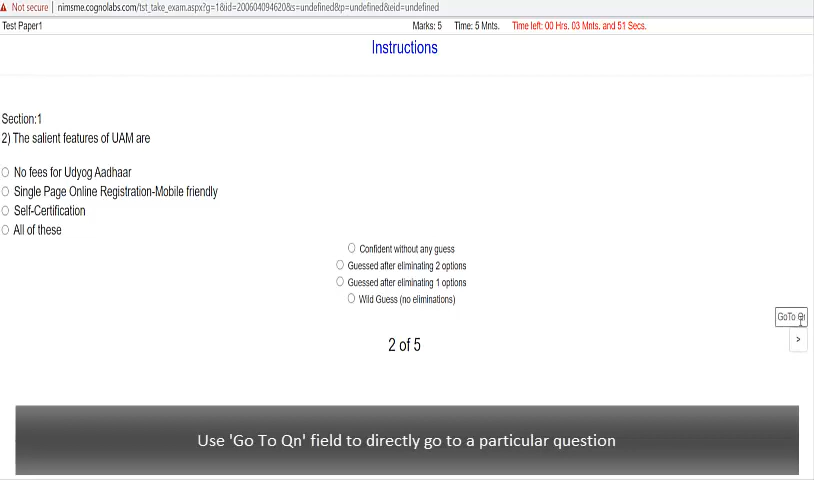 Not secure | nimsme.cognolabs.com/tst_take_exam.aspx?g=1&id=200604094620&s=undefined&p=undefined&eid=undefined
Test Paper1 Marks: 5 Time: 5 Mnts. Time left: 00 Hrs. 03 Mnts. and 51 Secs.
Instructions
Section:1
2) The salient features of UAM are
No fees for Udyog Aadhaar
Single Page Online Registration-Mobile friendly
Self-Certification
All of these
Confident without any guess
Guessed after eliminating 2 options
Guessed after eliminating 1 options
Wild Guess (no eliminations)
GoTo Qn
>
2 of 5
Use 'Go To Qn' field to directly go to a particular question